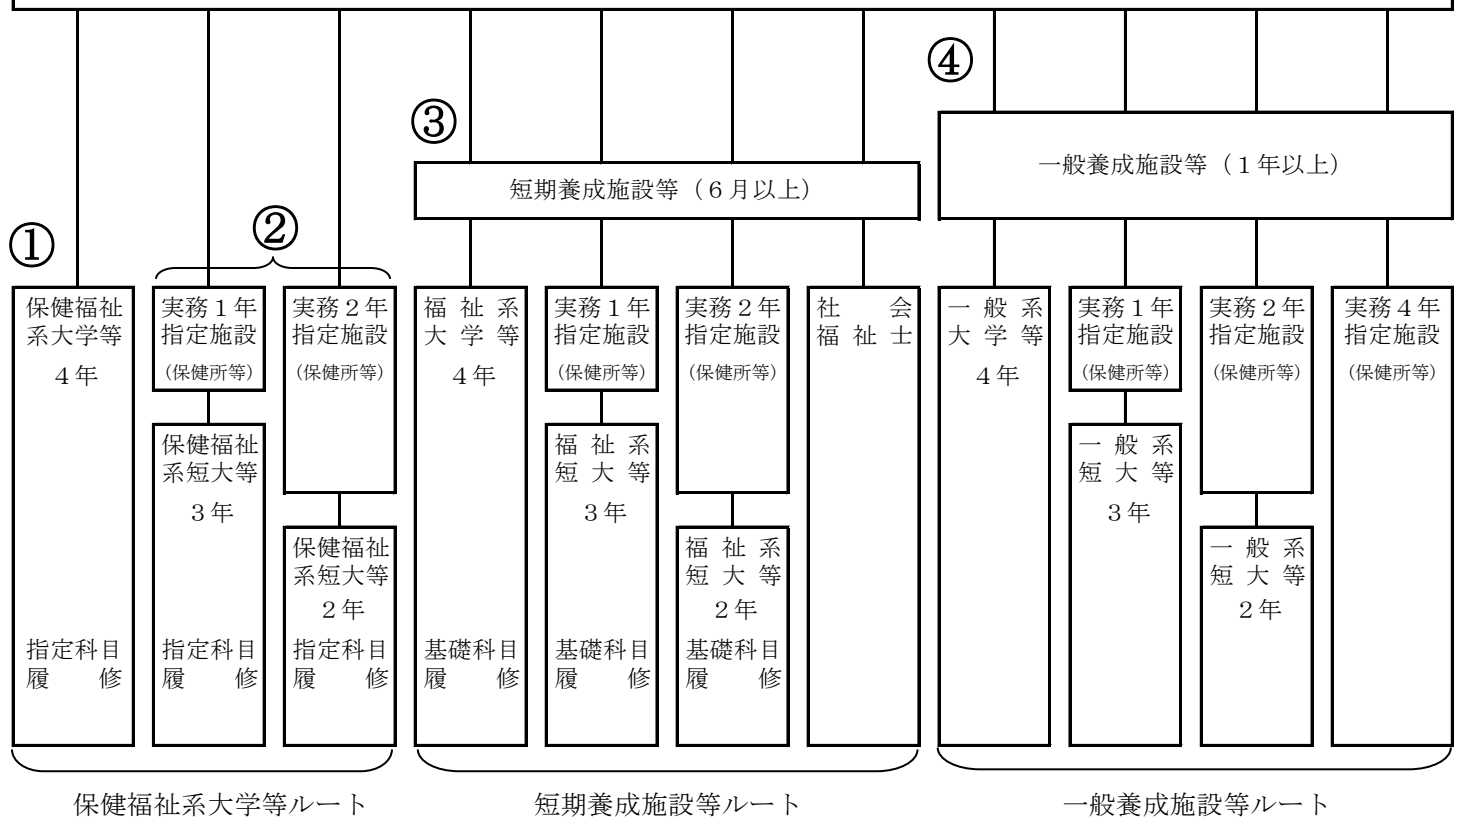 ④
③
一般養成施設等（１年以上）
短期養成施設等（６月以上）
②
①
保健福祉
系大学等
４年
指定科目
履　　修
実務１年
指定施設
（保健所等）
保健福祉
系短大等
３年
指定科目
履　　修
実務２年
指定施設
（保健所等）
保健福祉
系短大等
２年
指定科目
履　　修
福 祉 系
大 学 等
４年
基礎科目
履　　修
実務１年
指定施設
（保健所等）
福 祉 系
短 大 等
３年
基礎科目
履　　修
実務２年
指定施設
（保健所等）
福 祉 系
短 大 等
２年
基礎科目
履　　修
社　　会
福 祉 士
一 般 系
大 学 等
４年
実務１年
指定施設
（保健所等）
一 般 系
短 大 等
３年
実務２年
指定施設
（保健所等）
一 般 系
短 大 等
２年
実務４年
指定施設
（保健所等）
保健福祉系大学等ルート
短期養成施設等ルート
一般養成施設等ルート